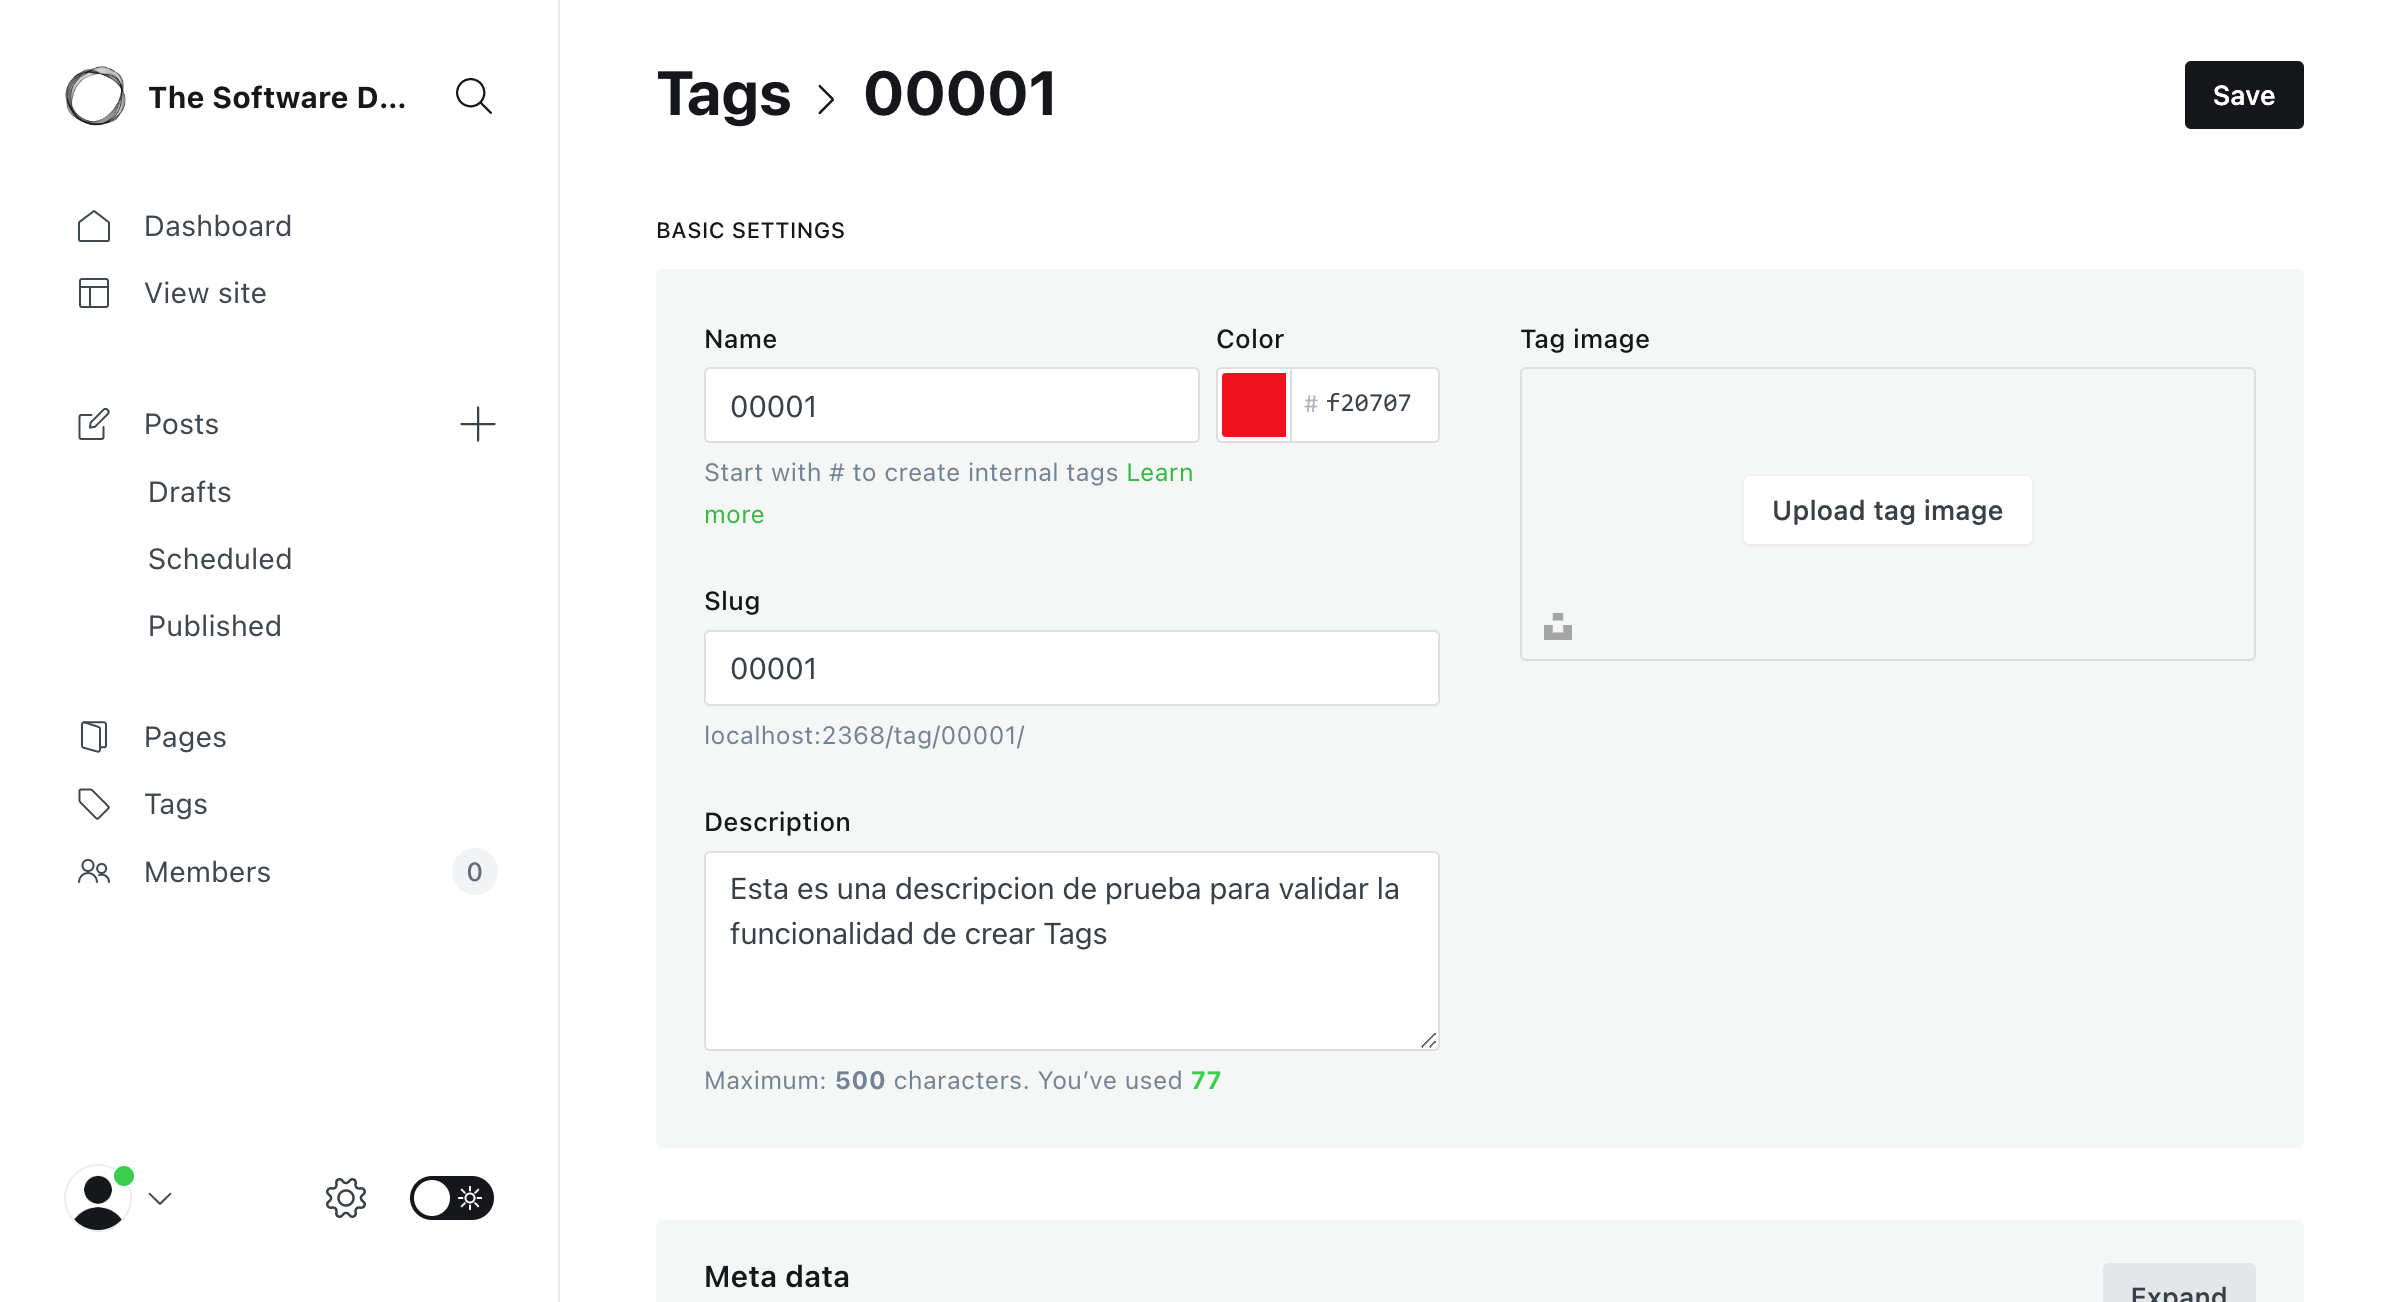 The Software D...
Dashboard
View site
Posts
Drafts
Scheduled
Published
Pages
Tags
Members
0
Tags > 00001
Save
BASIC SETTINGS
Name
00001
Start with # to create internal tags Learn
more
Color
# f20707
Tag image
Upload tag image
Slug
00001
localhost:2368/tag/00001/
Description
Esta es una descripcion de prueba para validar la
funcionalidad de crear Tags
Maximum: 500 characters. You’ve used 77
Meta data
Expand